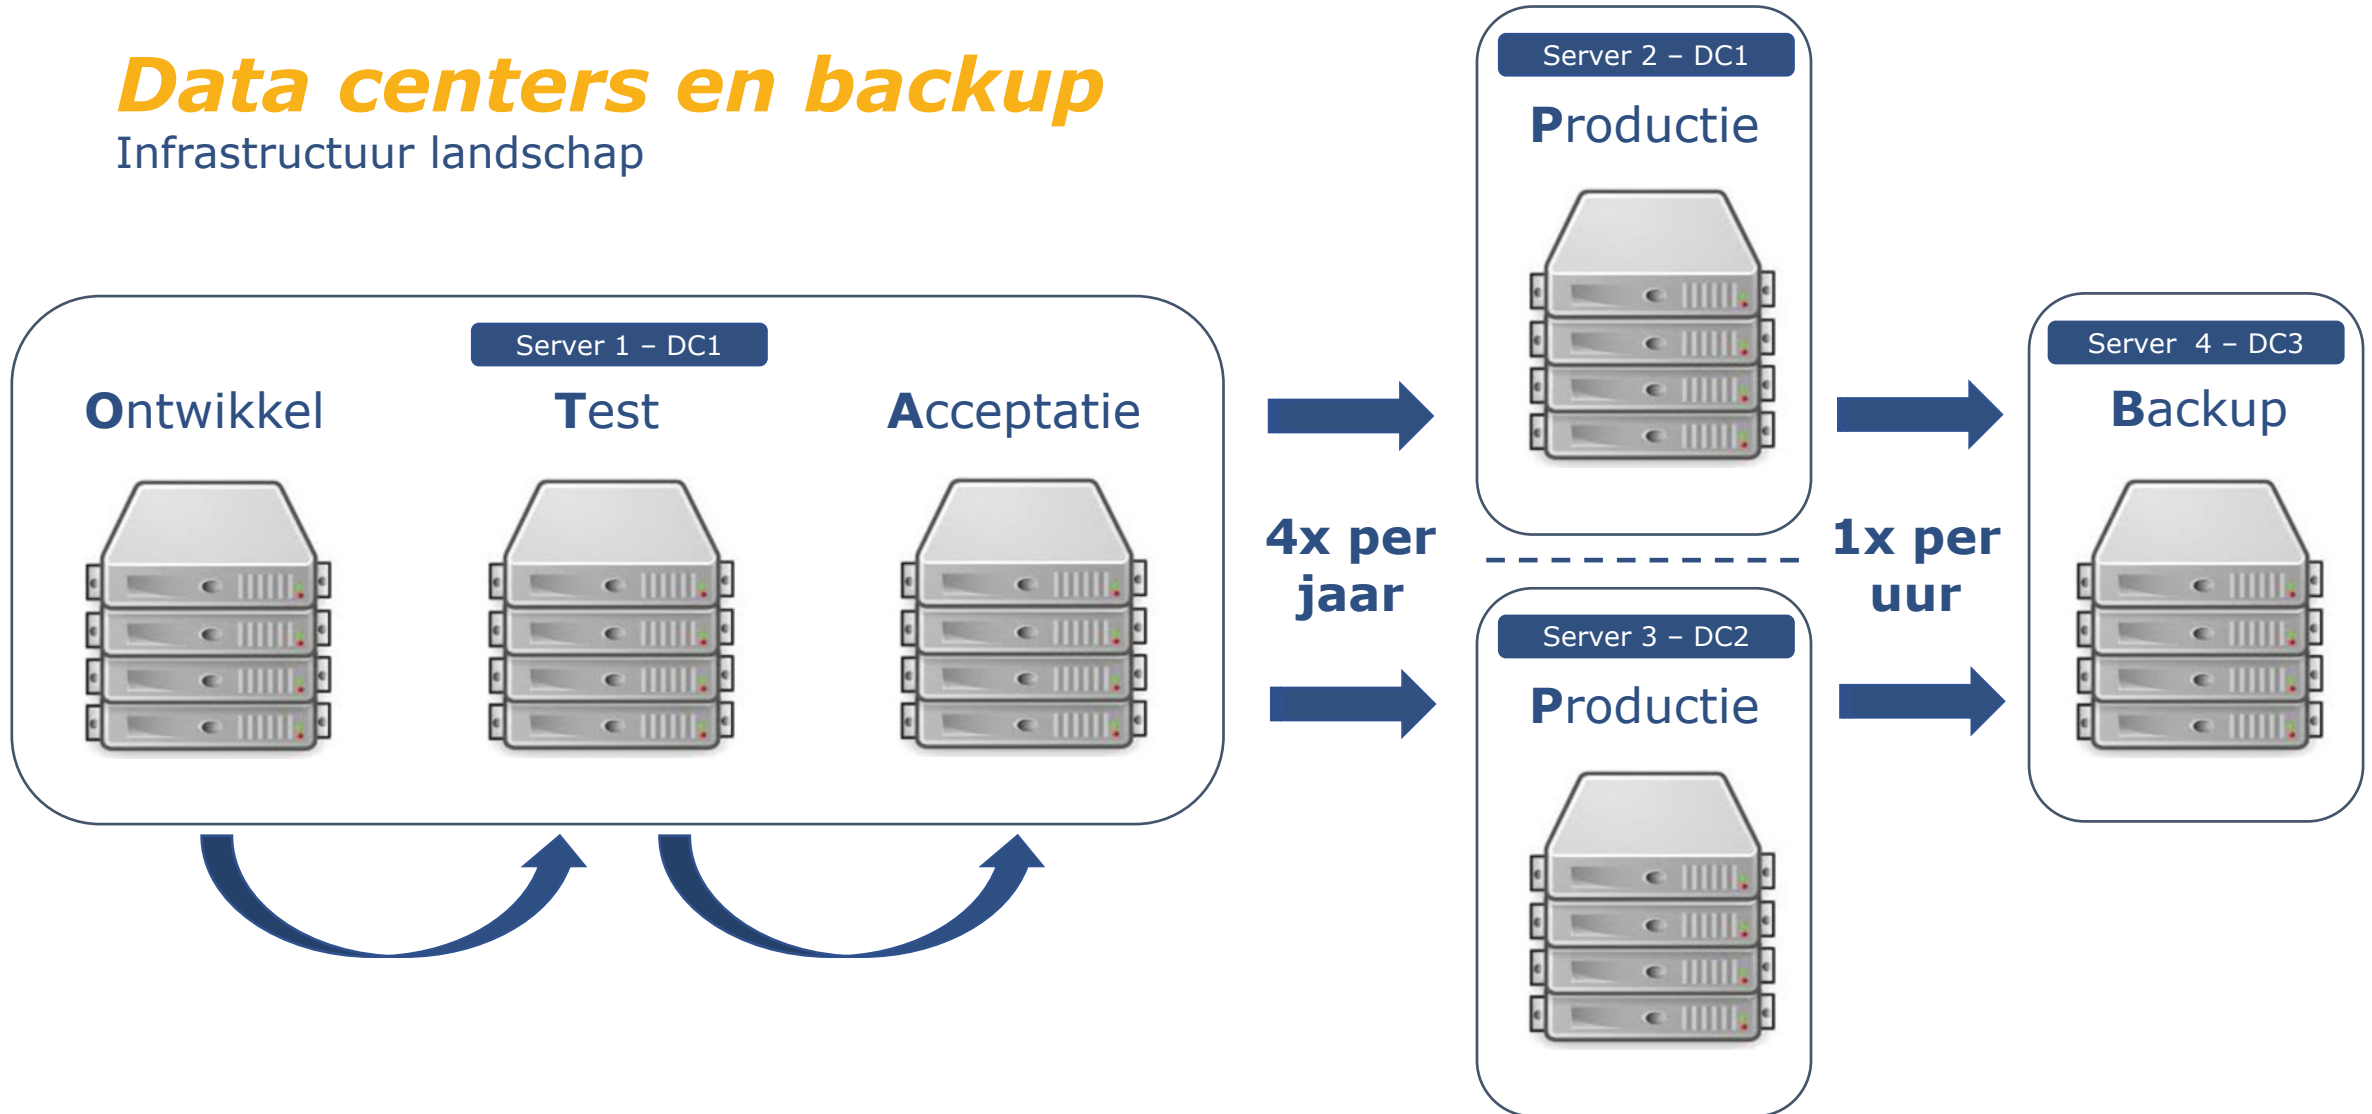 Data centers en backup
Infrastructuur landschap
Server 1 – DC1
Ontwikkel
Test
Acceptatie
4x per
jaar
Server 2 – DC1
Productie
Server 3 – DC2
Productie
1x per
uur
Server  4 – DC3
Backup